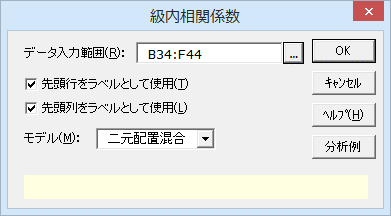 級内相関係数
データ入力範囲(R): B34:F44 ...
OK
先頭行をラベルとして使用(T)
キャンセル
先頭列をラベルとして使用(L)
ヘルプ(H)
モデル(M): 二元配置混合
分析例